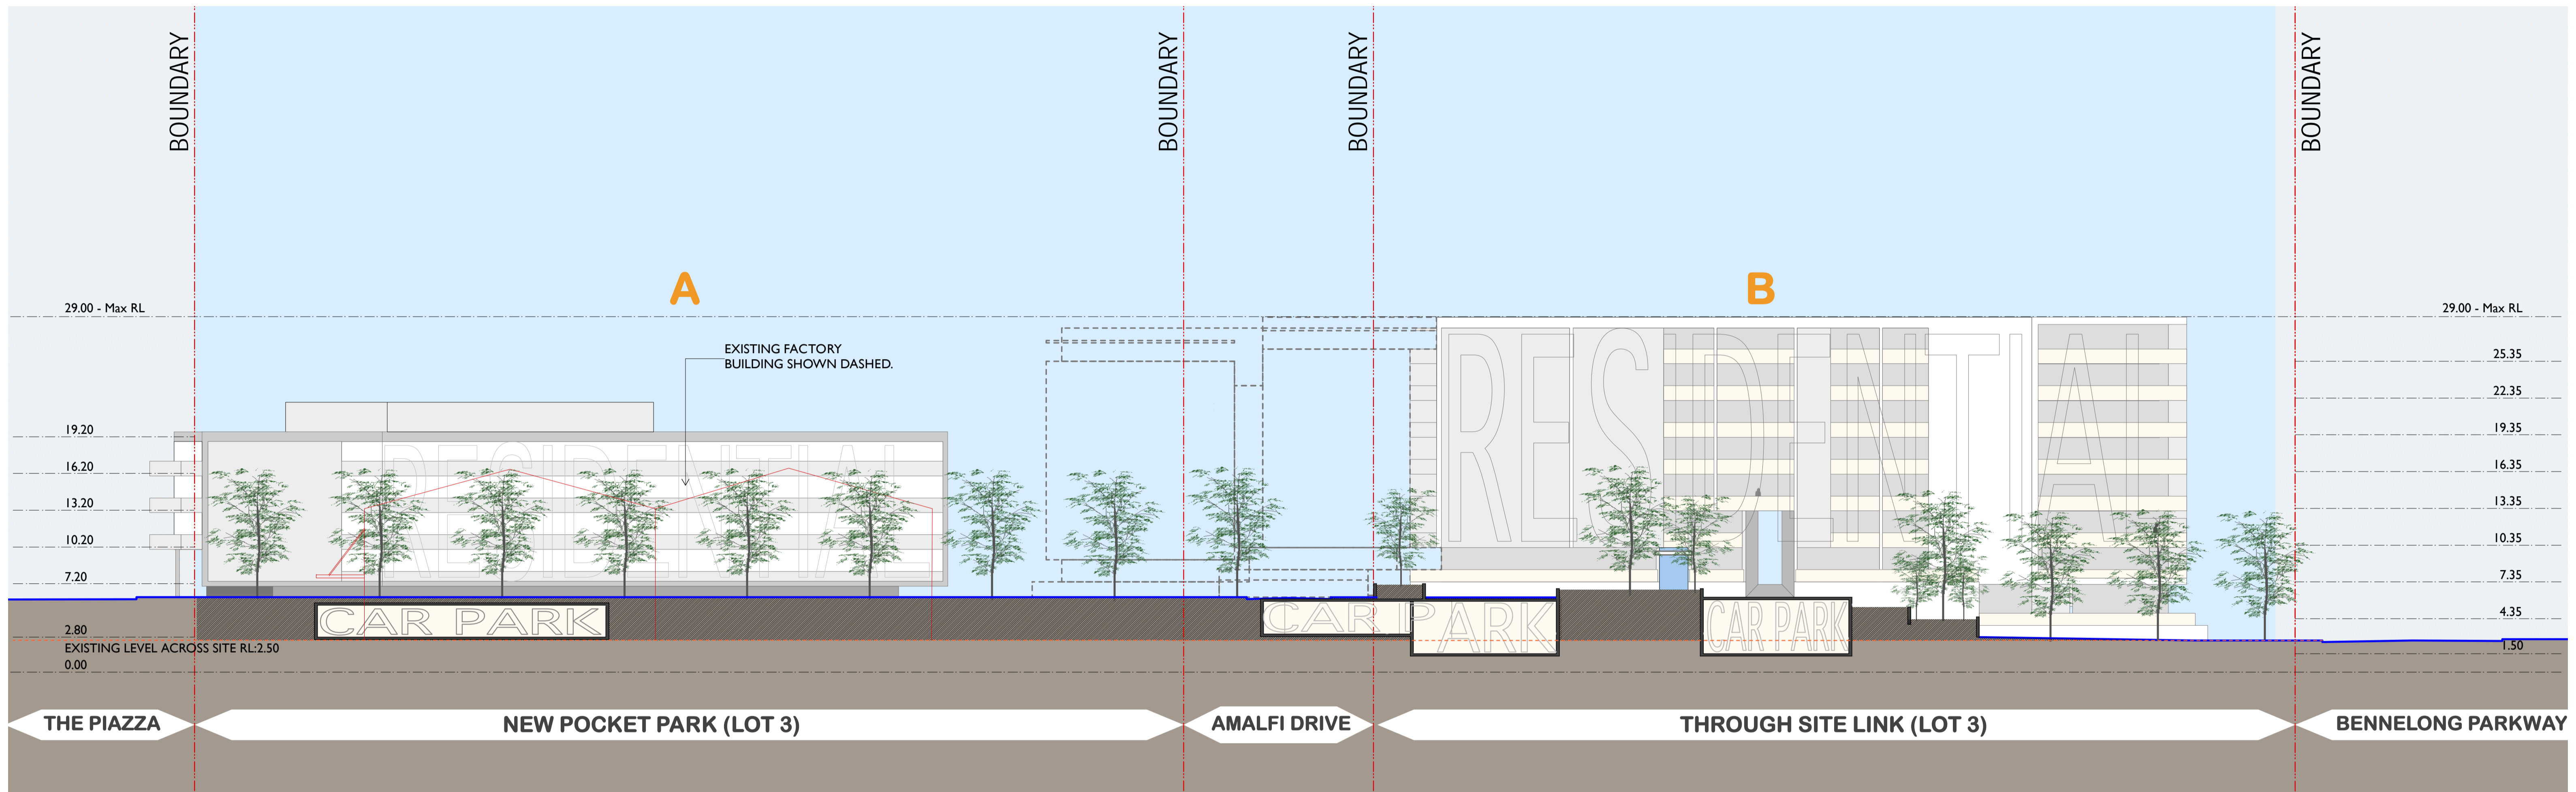 BOUNDARY
BOUNDARY
BOUNDARY
BOUNDARY
A
B
29.00 - Max RL
29.00 - Max RL
EXISTING FACTORY
BUILDING SHOWN DASHED.
19.20
16.20
13.20
10.20
7.20
2.80
EXISTING LEVEL ACROSS SITE RL:2.50
0.00
25.35
22.35
19.35
16.35
13.35
10.35
7.35
4.35
1.50
RESIDENTIAL
RESIDENTIAL
CAR PARK
CAR PARK
CAR PARK
THE PIAZZA
NEW POCKET PARK (LOT 3)
AMALFI DRIVE
THROUGH SITE LINK (LOT 3)
BENNELONG PARKWAY